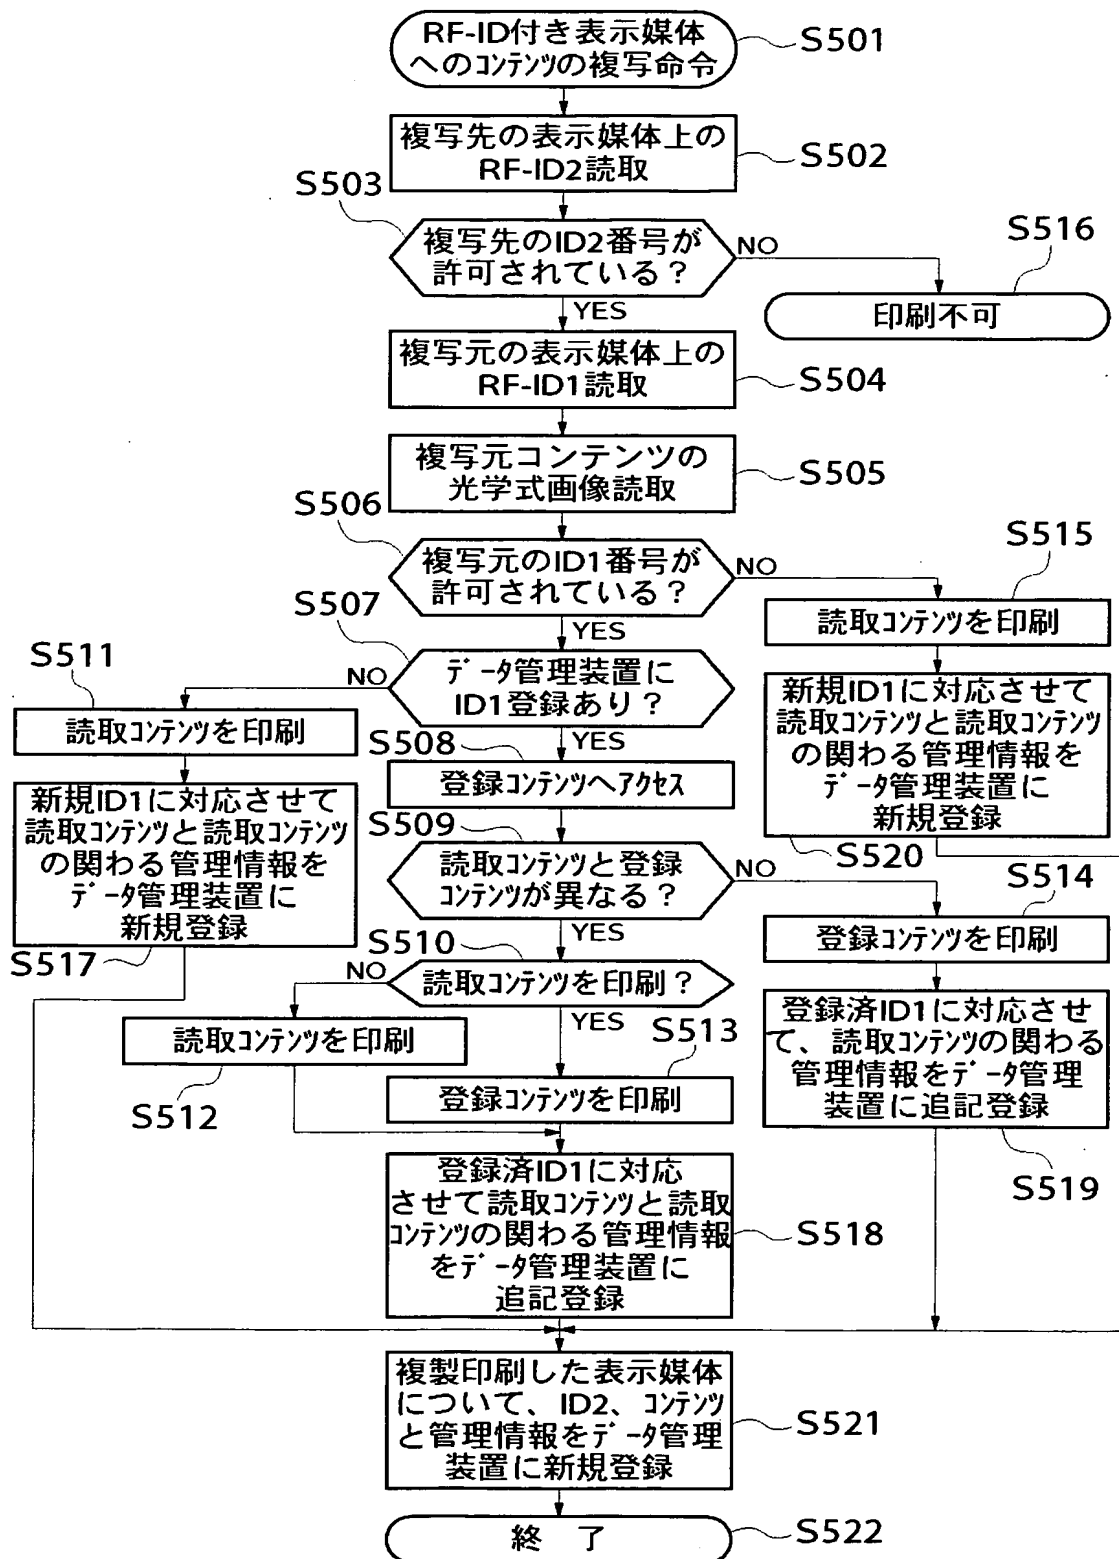 RF-ID付き表示媒体
へのコンテンツの複写命令
S501
複写先の表示媒体上の
RF-ID2読取
S502
S503
複写先のID2番号が
許可されている？
NO
S516
印刷不可
YES
複写元の表示媒体上の
RF-ID1読取
S504
複写元コンテンツの
光学式画像読取
S505
S506
複写元のID1番号が
許可されている？
NO
S515
読取コンテンツを印刷
YES
S507
データ管理装置に
ID1登録あり？
NO
S511
読取コンテンツを印刷
新規ID1に対応させて
読取コンテンツと読取コンテンツ
の関わる管理情報を
データ管理装置に
新規登録
S520
YES
S508
登録コンテンツへアクセス
新規ID1に対応させて
読取コンテンツと読取コンテンツ
の関わる管理情報を
データ管理装置に
新規登録
S517
S509
読取コンテンツと登録
コンテンツが異なる？
NO
S514
登録コンテンツを印刷
YES
S510
読取コンテンツを印刷？
NO
読取コンテンツを印刷
S512
YES
S513
登録コンテンツを印刷
登録済ID1に対応させ
て、読取コンテンツの関わる
管理情報をデータ管理
装置に追記登録
S519
登録済ID1に対応
させて読取コンテンツと読取
コンテンツの関わる管理情報
をデータ管理装置に
追記登録
S518
複製印刷した表示媒体
について、ID2、コンテンツ
と管理情報をデータ管理
装置に新規登録
S521
終 了
S522